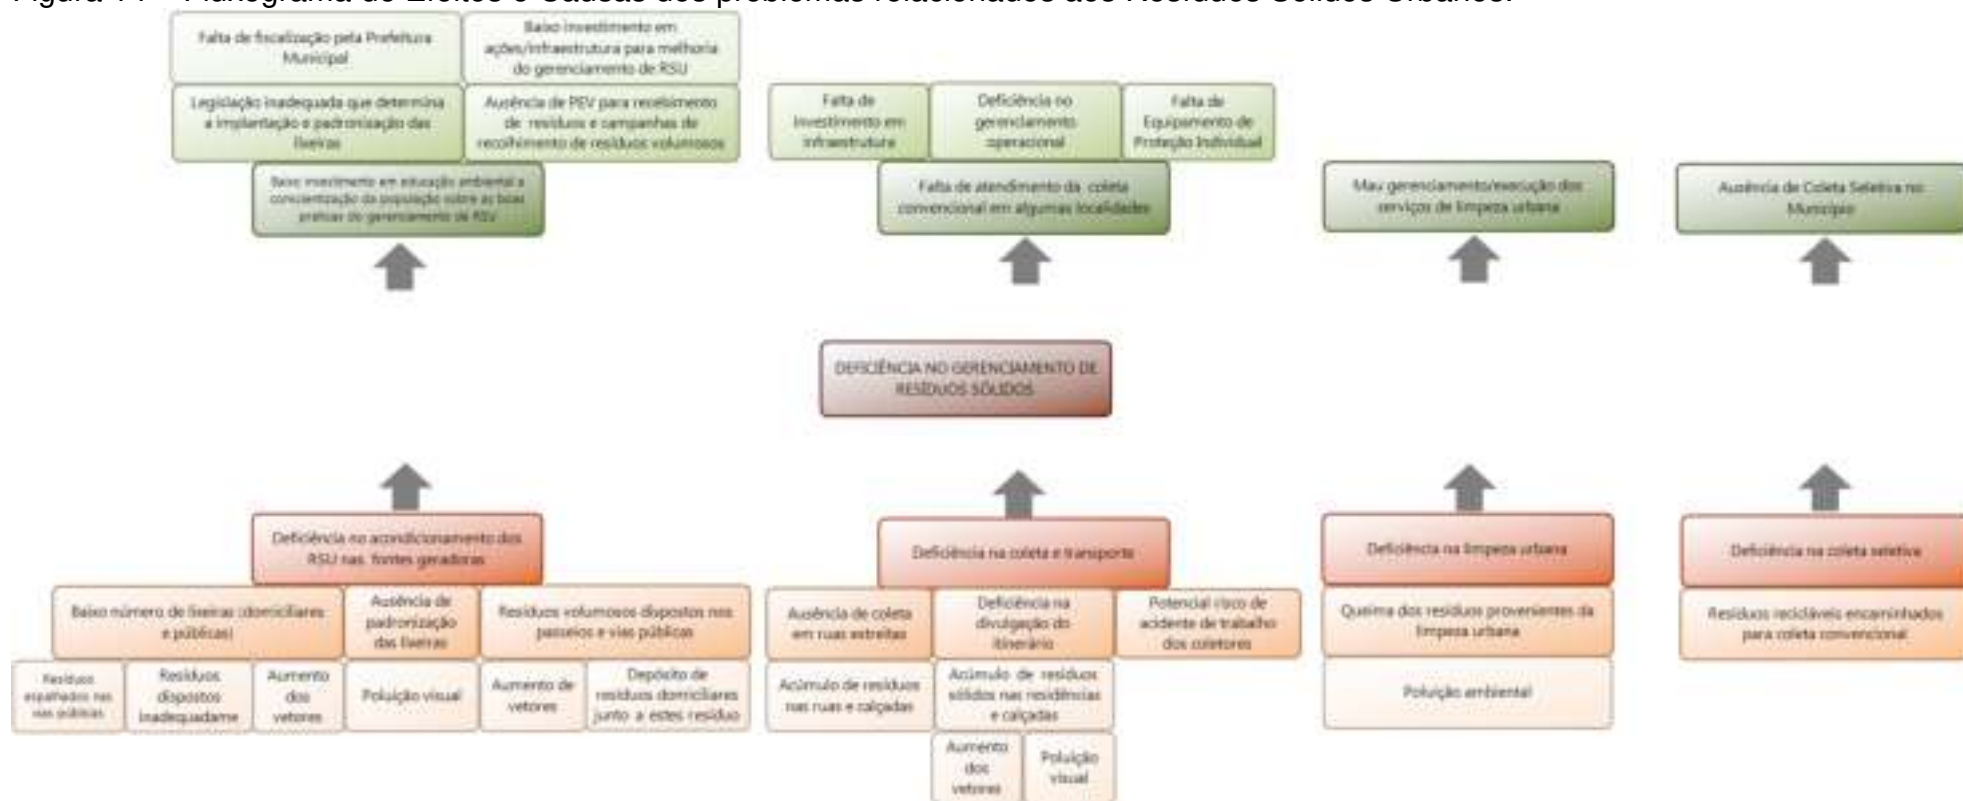 Fluxograma de Efeitos e Causas dos problemas relacionados aos Resíduos Sólidos Urbanos.
Falta de fiscalização pela Prefeitura
Municipal
Baixo investimento em
ações/infraestrutura para melhoria
do gerenciamento de RSU
Legislação inadequada que determina
a implantação e padronização das
lixeiras
Ausência de PEV para recebimento
de resíduos e campanhas de
recolhimento de resíduos volumosos
Baixo investimento em educação ambiental a
conscientização da população sobre as boas
práticas do gerenciamento de RSU
Falta de
investimento em
infraestrutura
Deficiência no
gerenciamento
operacional
Falta de
Equipamento de
Proteção Individual
Falta de atendimento da coleta
convencional em algumas localidades
Mau gerenciamento/execução dos
serviços de limpeza urbana
Ausência de Coleta Seletiva no
Município
DEFICIÊNCIA NO GERENCIAMENTO DE
RESÍDUOS SÓLIDOS
Deficiência no acondicionamento dos
RSU nas fontes geradoras
Baixo número de lixeiras (domiciliares
e públicas)
Ausência de
padronização
das lixeiras
Resíduos volumosos dispostos nos
passeios e vias públicas
Resíduos
espalhados nas
vias públicas
Resíduos
dispostos
inadequadame
Aumento
dos
vetores
Poluição visual
Aumento de
vetores
Depósito de
resíduos domiciliares
junto a estes resíduo
Deficiência na coleta e transporte
Ausência de coleta
em ruas estreitas
Deficiência na
divulgação do
itinerário
Potencial risco de
acidente de trabalho
dos coletores
Acúmulo de resíduos
nas ruas e calçadas
Acúmulo de resíduos
sólidos nas residências
e calçadas
Aumento
dos
vetores
Poluição
visual
Deficiência na limpeza urbana
Queima dos resíduos provenientes da
limpeza urbana
Poluição ambiental
Deficiência na coleta seletiva
Resíduos recicláveis encaminhados
para coleta convencional